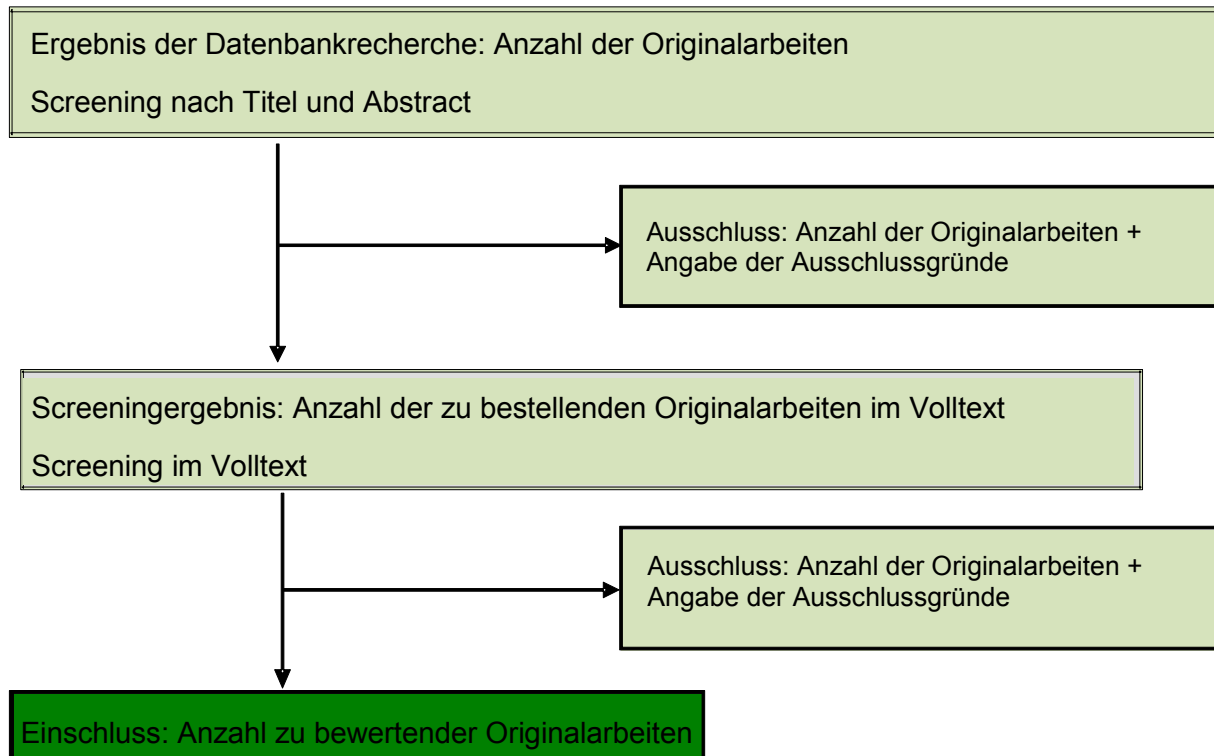 Ergebnis der Datenbankrecherche: Anzahl der Originalarbeiten
Screening nach Titel und Abstract
Ausschluss: Anzahl der Originalarbeiten +
Angabe der Ausschlussgründe
Screeningergebnis: Anzahl der zu bestellenden Originalarbeiten im Volltext
Screening im Volltext
Ausschluss: Anzahl der Originalarbeiten +
Angabe der Ausschlussgründe
Einschluss: Anzahl zu bewertender Originalarbeiten